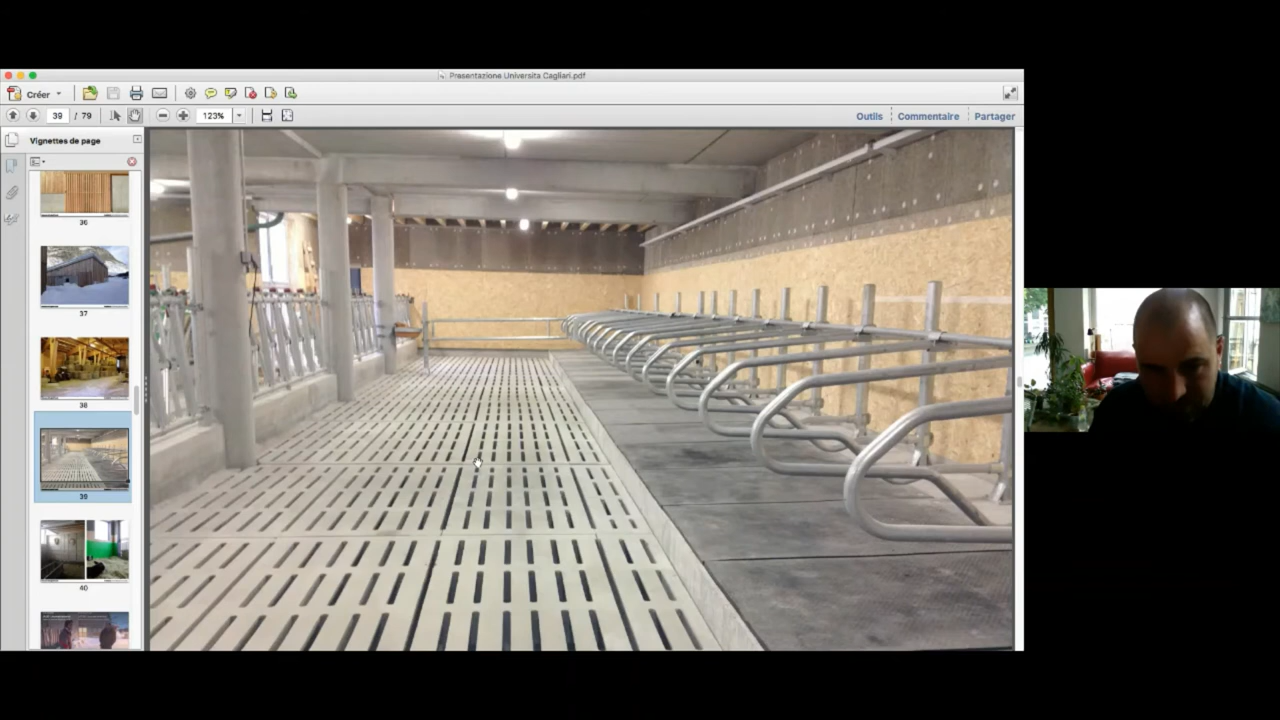 Presentazione Universita Cagliari.pdf
Créer
39 / 79
123%
Outils
Commentaire
Partager
Vignettes de page
36
37
38
39
40